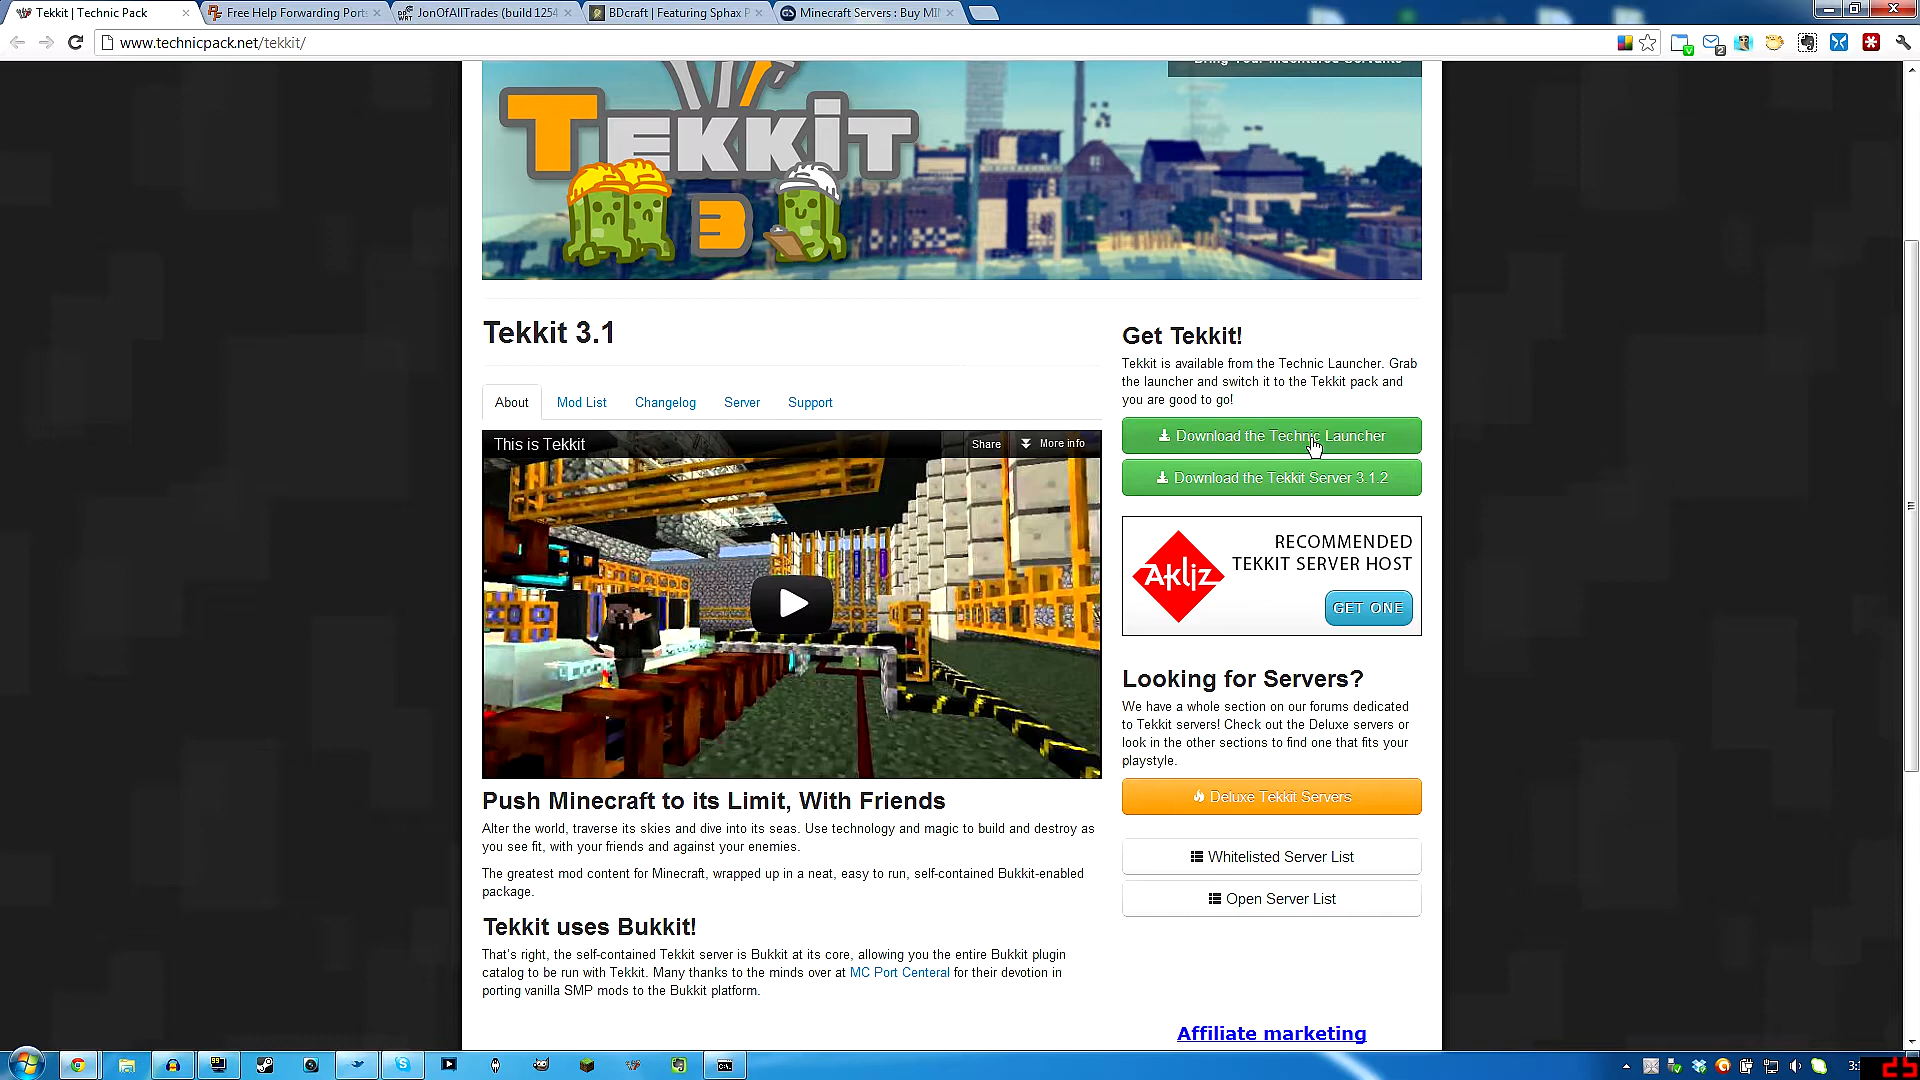 Tekkit | Technic Pack
Free Help Forwarding Ports
JonOfAllTrades (build 1254
BDcraft | Featuring Sphax P
Minecraft Servers : Buy MI
www.technicpack.net/tekkit/
TEKKIT
3
Tekkit 3.1
About
Mod List
Changelog
Server
Support
This is Tekkit
Share
More info
Push Minecraft to its Limit, With Friends
Alter the world, traverse its skies and dive into its seas. Use technology and magic to build and destroy as
you see fit, with your friends and against your enemies.
The greatest mod content for Minecraft, wrapped up in a neat, easy to run, self-contained Bukkit-enabled
package.
Tekkit uses Bukkit!
That's right, the self-contained Tekkit server is Bukkit at its core, allowing you the entire Bukkit plugin
catalog to be run with Tekkit. Many thanks to the minds over at MC Port Centeral for their devotion in
porting vanilla SMP mods to the Bukkit platform.
Get Tekkit!
Tekkit is available from the Technic Launcher. Grab
the launcher and switch it to the Tekkit pack and
you are good to go!
Download the Technic Launcher
Download the Tekkit Server 3.1.2
Akliz
RECOMMENDED
TEKKIT SERVER HOST
GET ONE
Looking for Servers?
We have a whole section on our forums dedicated
to Tekkit servers! Check out the Deluxe servers or
look in the other sections to find one that fits your
playstyle.
Deluxe Tekkit Servers
Whitelisted Server List
Open Server List
Affiliate marketing